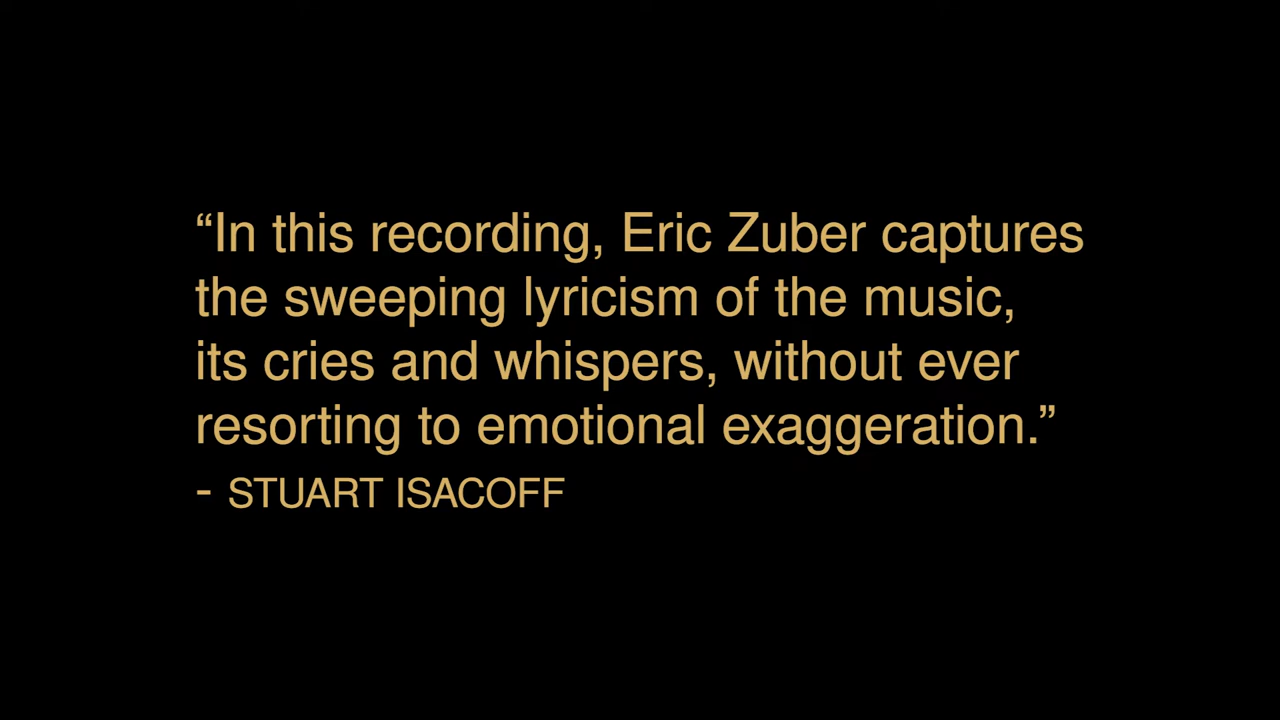 “In this recording, Eric Zuber captures
the sweeping lyricism of the music,
its cries and whispers, without ever
resorting to emotional exaggeration.”
- STUART ISACOFF